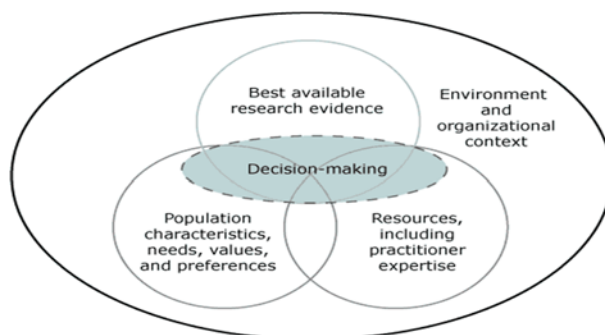 Best available
research evidence
Environment
and
organizational
context
Decision-making
Population
characteristics,
needs, values,
and preferences
Resources,
including
practitioner
expertise